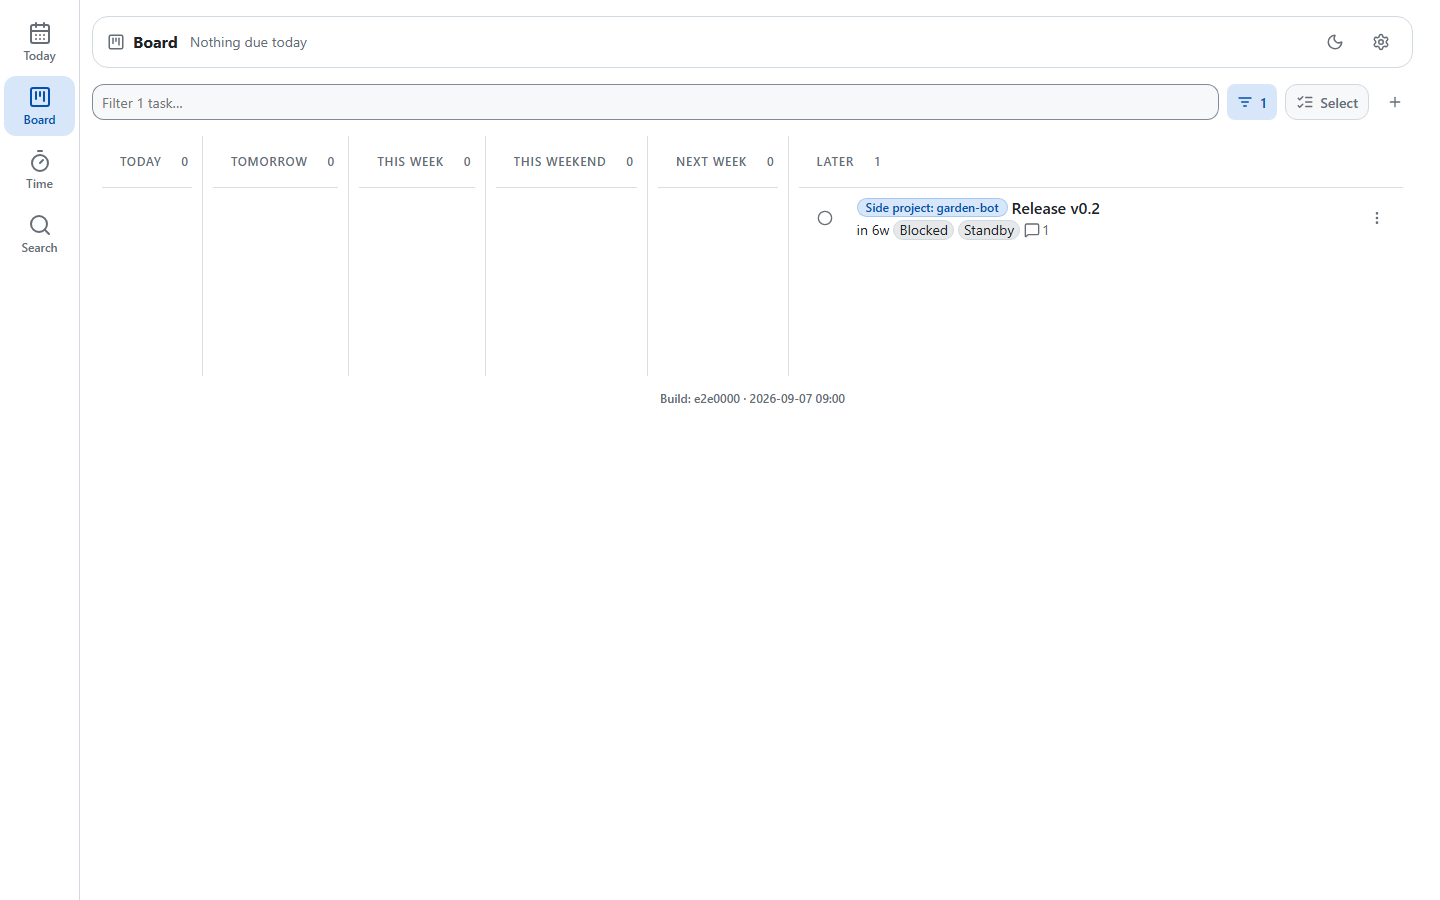 Today
Board
Time
Search
Board Nothing due today
Filter 1 task...
1
Select
TODAY 0
TOMORROW 0
THIS WEEK 0
THIS WEEKEND 0
NEXT WEEK 0
LATER 1
Side project: garden-bot Release v0.2
in 6w Blocked Standby 1
Build: e2e0000 · 2026-09-07 09:00